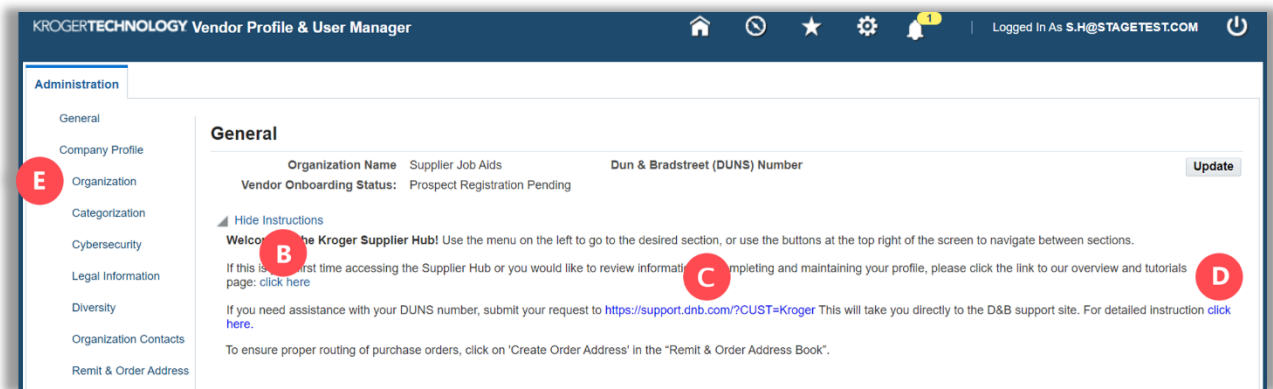 KROGERTECHNOLOGY Vendor Profile & User Manager
1
Logged In As S.H@STAGETEST.COM
Administration
General
Company Profile
E
Organization
Categorization
Cybersecurity
Legal Information
Diversity
Organization Contacts
Remit & Order Address
General
Organization Name Supplier Job Aids
Dun & Bradstreet (DUNS) Number
Update
Vendor Onboarding Status: Prospect Registration Pending
Hide Instructions
B
he Kroger Supplier Hub! Use the menu on the left to go to the desired section, or use the buttons at the top right of the screen to navigate between sections.
C
D
If this is rst time accessing the Supplier Hub or you would like to review mpleting and maintaining your profile, please click the link to our overview and tutorials
page: click here
If you need assistance with your DUNS number, submit your request to https://support.dnb.com/?CUST=Kroger This will take you directly to the D&B support site. For detailed instruction click
here.
To ensure proper routing of purchase orders, click on 'Create Order Address' in the “Remit & Order Address Book”.